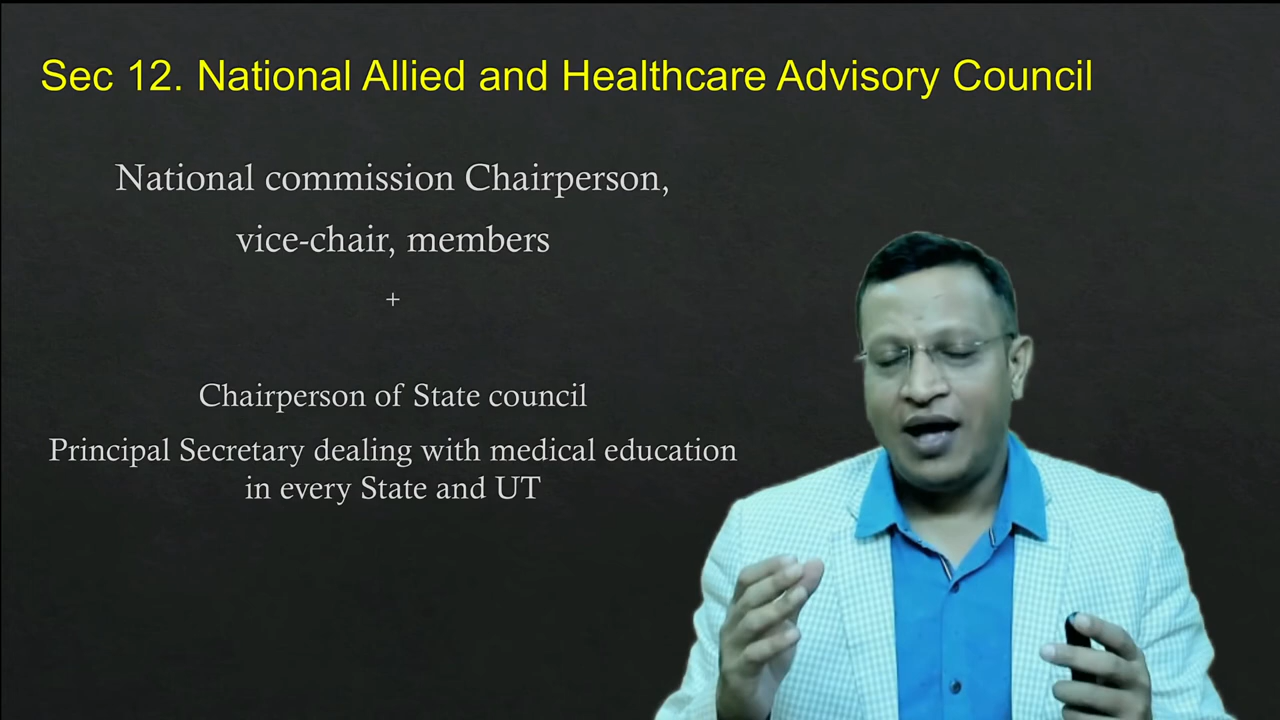 Sec 12. National Allied and Healthcare Advisory Council
National commission Chairperson,
vice-chair, members
+
Chairperson of State council
Principal Secretary dealing with medical education
in every State and UT